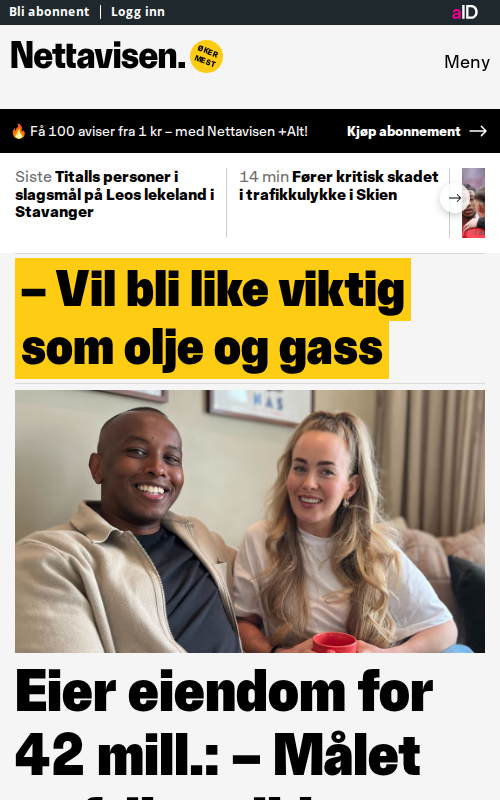 Bli abonnent Logg inn
aID
Nettavisen.
ØKER
MEST
Meny
Få 100 aviser fra 1 kr – med Nettavisen +Alt!
Kjøp abonnement
Siste Titalls personer i
slagsmål på Leos lekeland i
Stavanger
14 min Fører kritisk skadet
i trafikkulykke i Skien
– Vil bli like viktig
som olje og gass
HAS
Eier eiendom for
42 mill.: – Målet